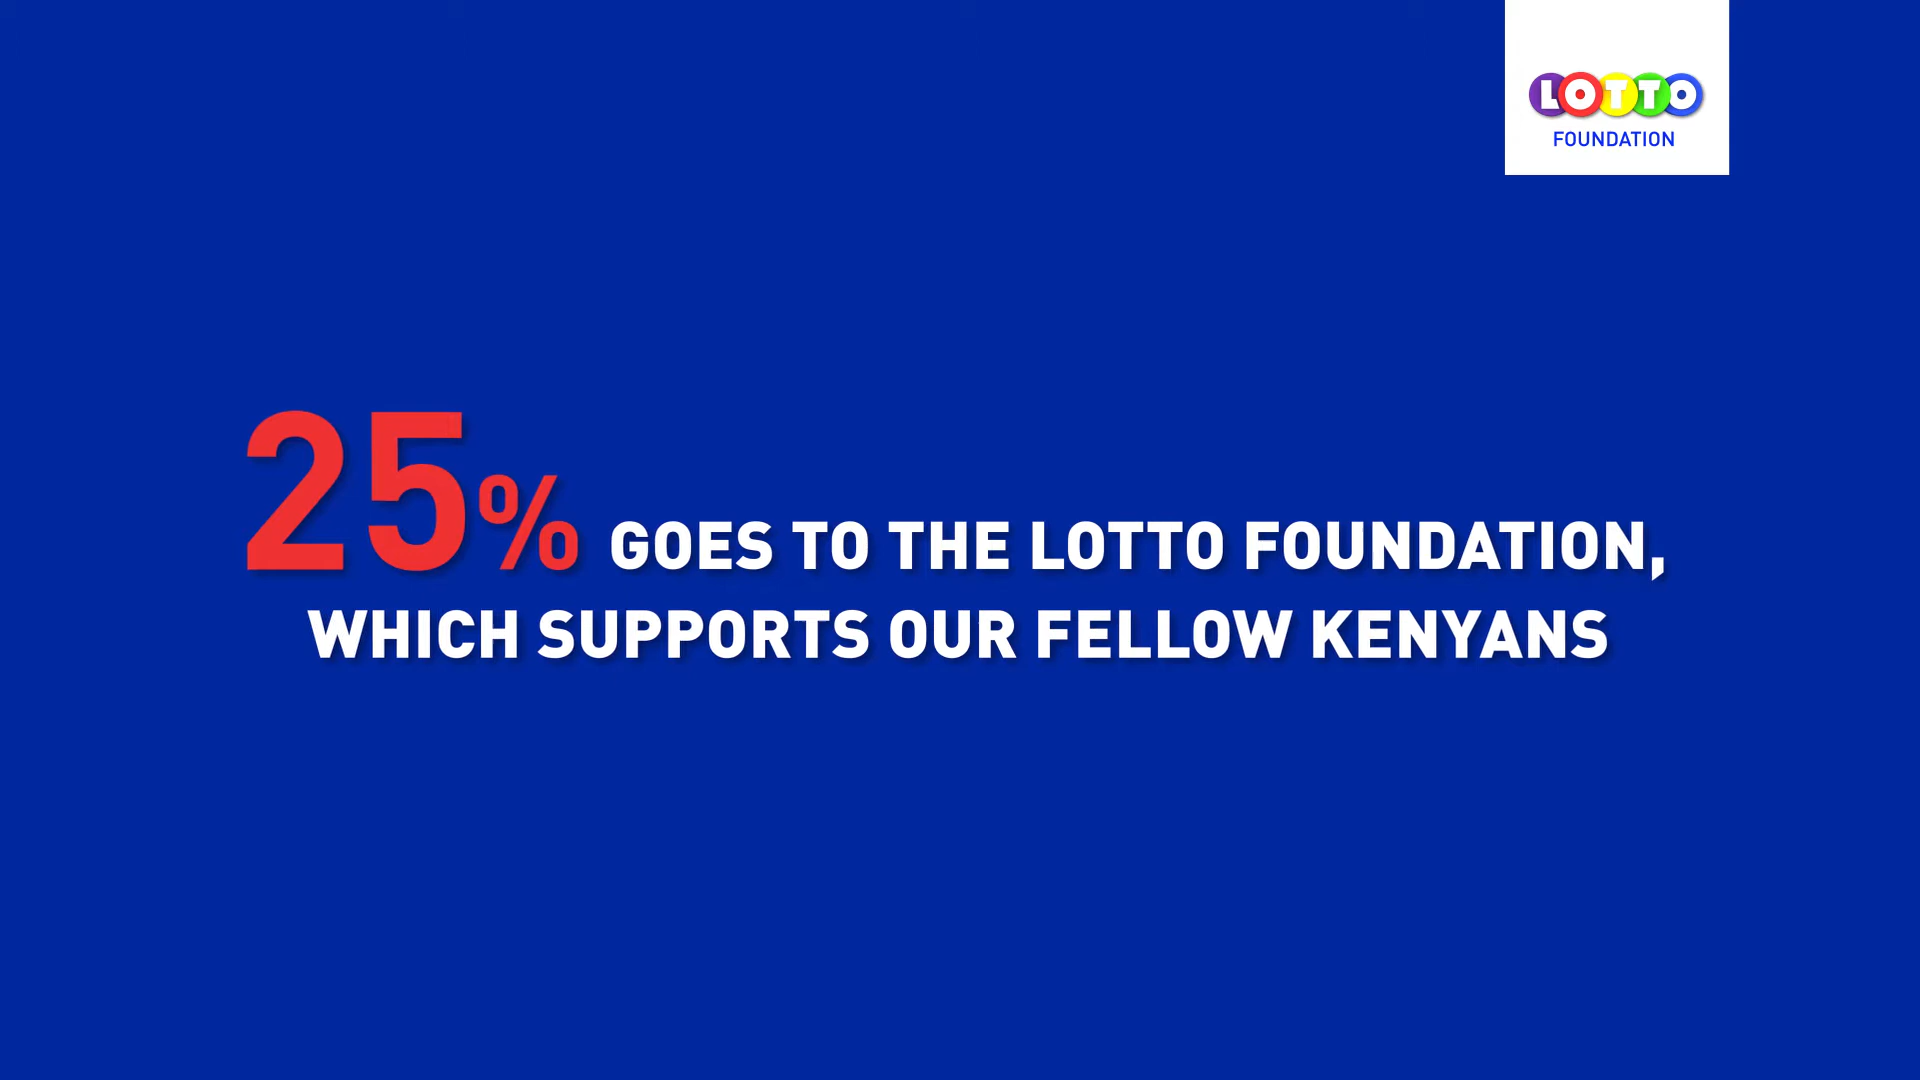 LOTTO
FOUNDATION
25% GOES TO THE LOTTO FOUNDATION,
WHICH SUPPORTS OUR FELLOW KENYANS